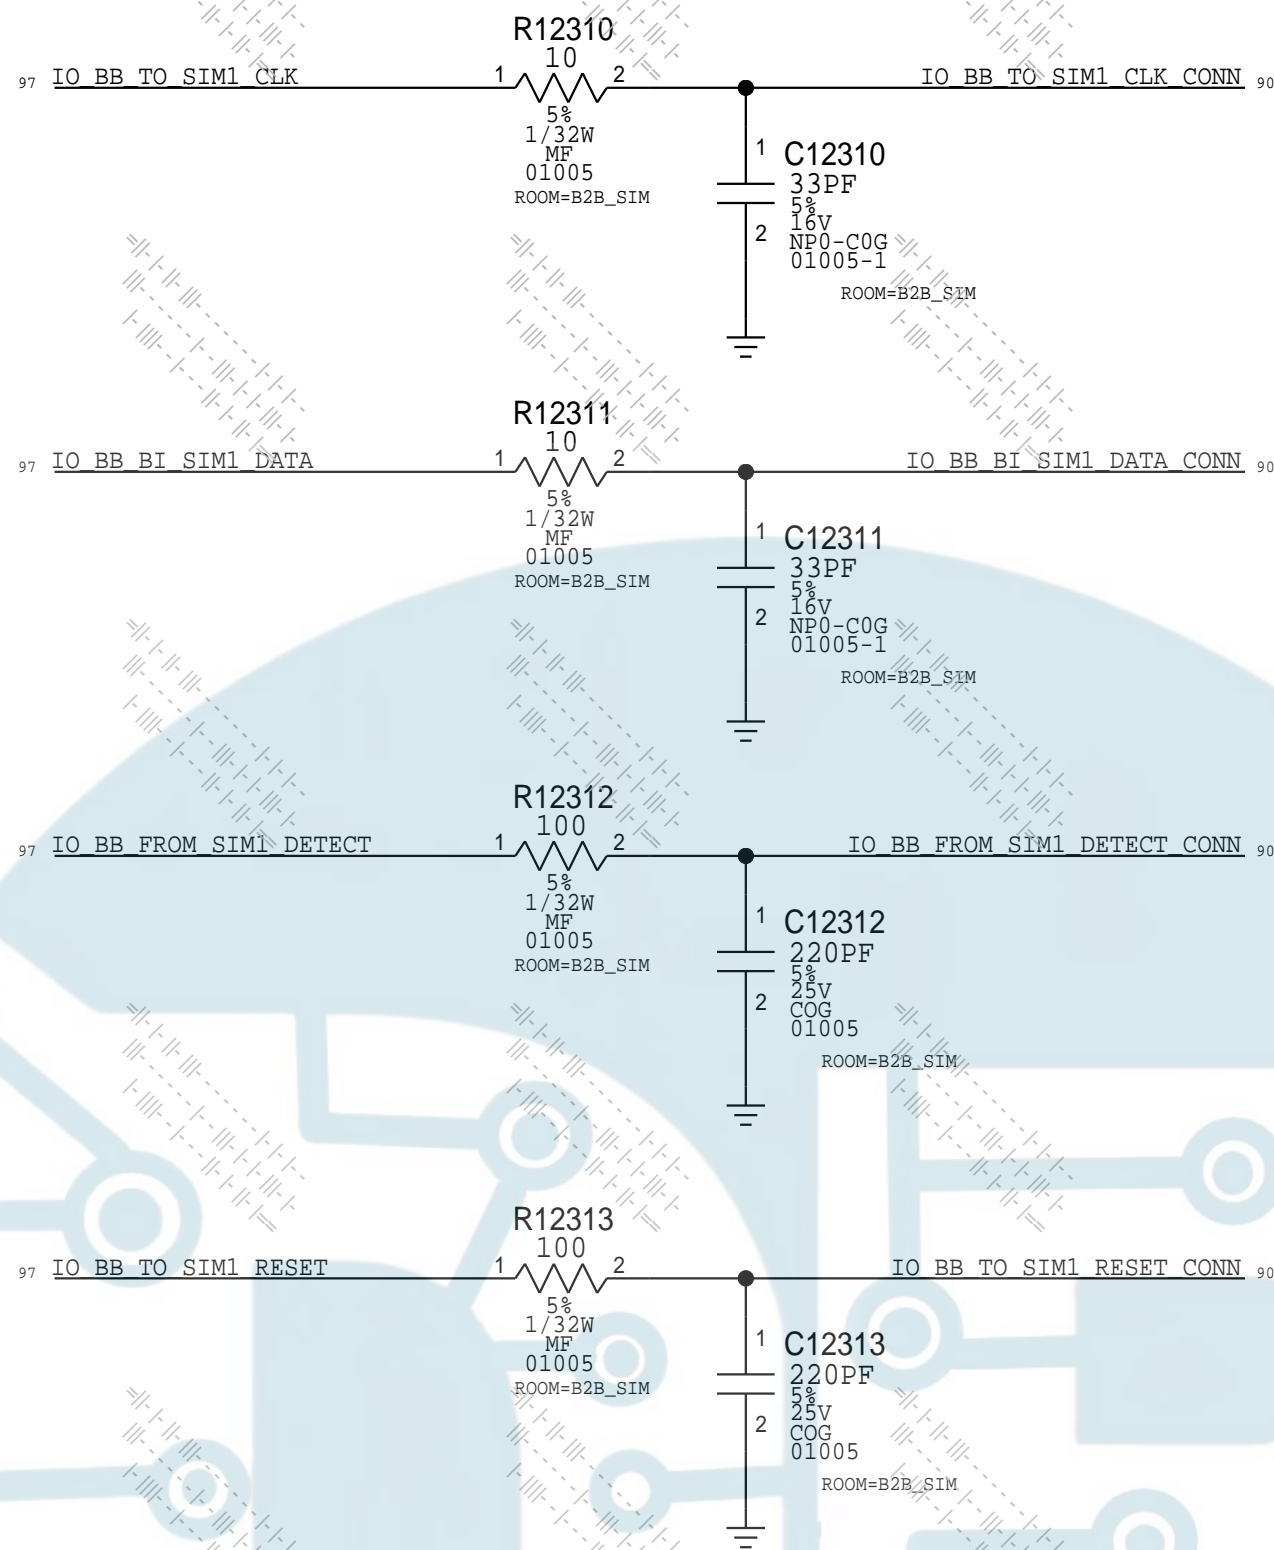 R12310
10
97 IO_BB_TO_SIM1_CLK 1 2 IO_BB_TO_SIM1_CLK_CONN 90
5%
1/32W
MF
01005
ROOM=B2B_SIM
1 C12310
33PF
5%
16V
2 NP0-C0G
01005-1
ROOM=B2B_SIM
R12311
10
97 IO_BB_BI_SIM1_DATA 1 2 IO_BB_BI_SIM1_DATA_CONN 90
5%
1/32W
MF
01005
ROOM=B2B_SIM
1 C12311
33PF
5%
16V
2 NP0-C0G
01005-1
ROOM=B2B_SIM
R12312
100
97 IO_BB_FROM_SIM1_DETECT 1 2 IO_BB_FROM_SIM1_DETECT_CONN 90
5%
1/32W
MF
01005
ROOM=B2B_SIM
1 C12312
220PF
5%
25V
2 COG
01005
ROOM=B2B_SIM
R12313
100
97 IO_BB_TO_SIM1_RESET 1 2 IO_BB_TO_SIM1_RESET_CONN 90
5%
1/32W
MF
01005
ROOM=B2B_SIM
1 C12313
220PF
5%
25V
2 COG
01005
ROOM=B2B_SIM